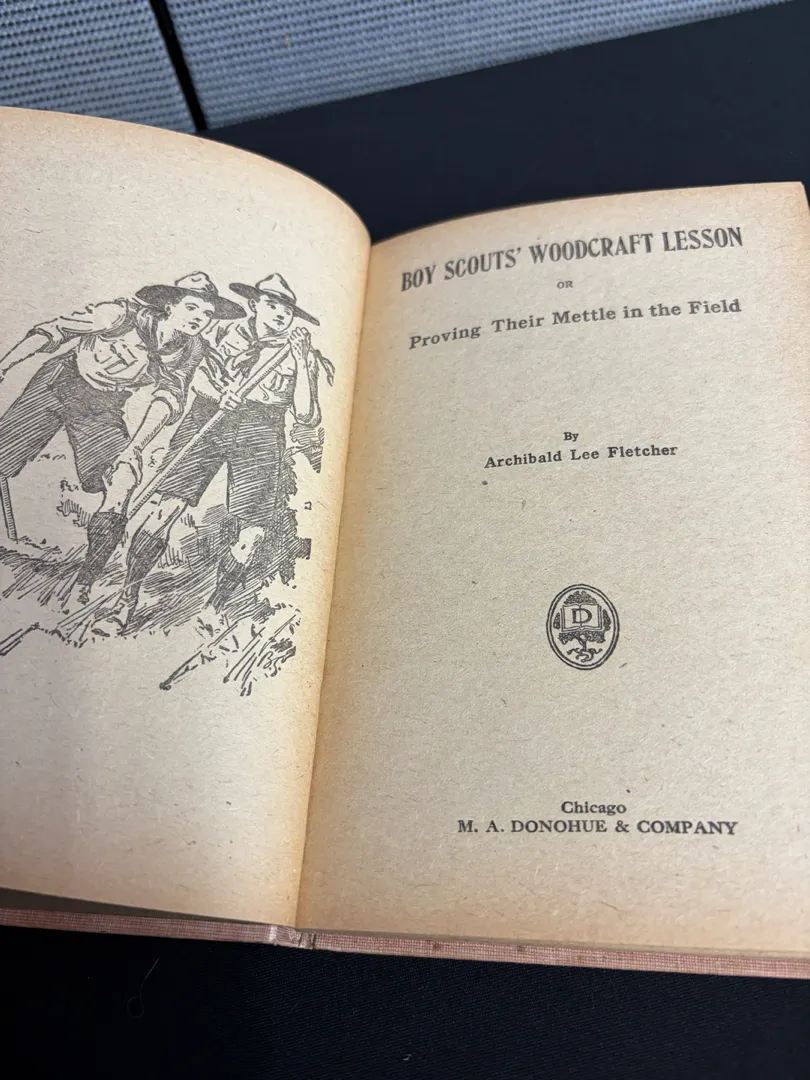 BOY SCOUTS' WOODCRAFT LESSON
OR
Proving Their Mettle in the Field
By
Archibald Lee Fletcher
D
Chicago
M. A. DONOHUE & COMPANY